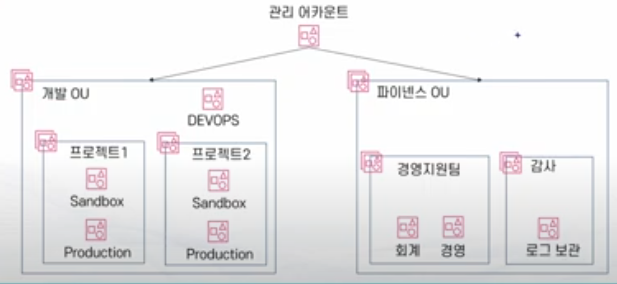 관리 어카운트
개발 OU
DEVOPS
프로젝트1
Sandbox
Production
프로젝트2
Sandbox
Production
파이넨스 OU
경영지원팀
회계
경영
감사
로그 보관